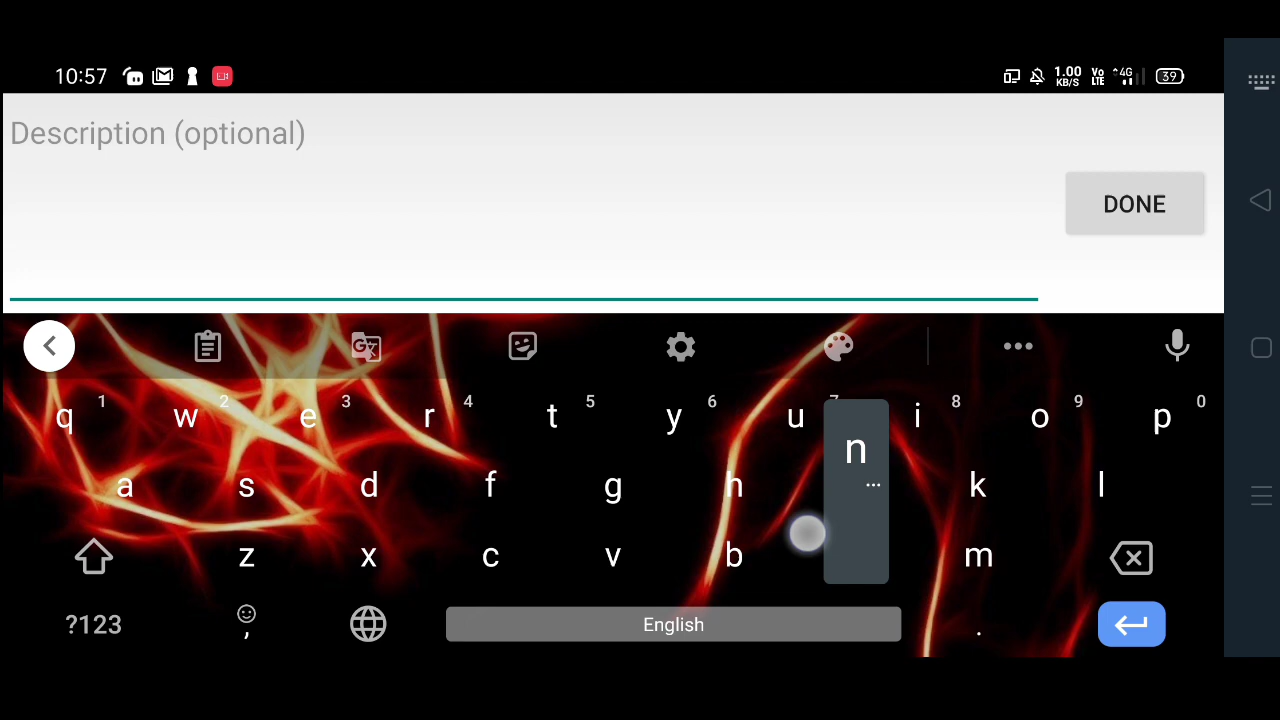 10:57 1.00 KB/S Vo LTE 4G 39
Description (optional)
DONE
q 1 w 2 e 3 r 4 t 5 y 6 u 7 i 8 o 9 p 0
n
a s d f g h k l
z x c v b m
?123 , English .